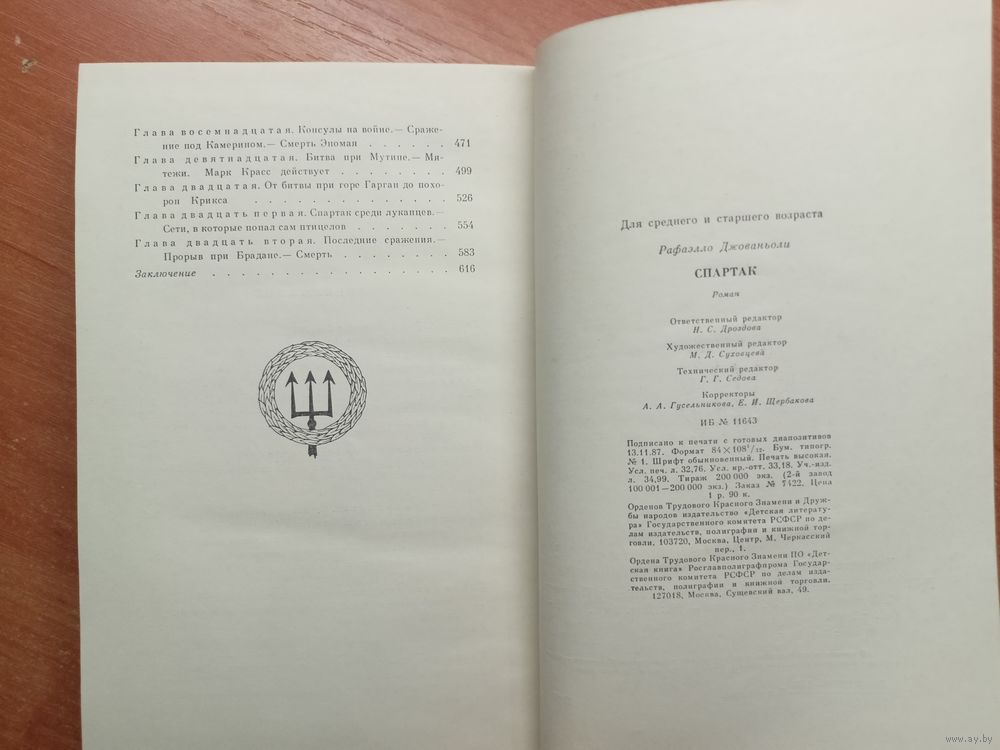 Глава восемнадцатая. Консулы на войне.— Сраже-
ние под Камерином.— Смерть Эномая . . . . . . 471
Глава девятнадцатая. Битва при Мутине.— Мя-
тежи. Марк Красс действует . . . . . . . . 499
Глава двадцатая. От битвы при горе Гарган до похо-
рон Крикса . . . . . . . . . . . . . 526
Глава двадцать первая. Спартак среди луканцев.—
Сети, в которые попал сам птицелов . . . . . . . 554
Глава двадцать вторая. Последние сражения.—
Прорыв при Брадане.— Смерть . . . . . . . . 583
Заключение . . . . . . . . . . . . . . . . 616
Для среднего и старшего возраста
Рафаэлло Джованьоли
СПАРТАК
Роман
Ответственный редактор
Н. С. Дроздова
Художественный редактор
М. Д. Суховцева
Технический редактор
Г. Г. Седова
Корректоры
А. А. Гусельникова, Е. И. Щербакова
ИБ № 11643
Подписано к печати с готовых диапозитивов
13.11.87. Формат 84×108¹/₃₂. Бум. типогр.
№ 1. Шрифт обыкновенный. Печать высокая.
Усл. печ. л. 32,76. Усл. кр.-отт. 33,18. Уч.-изд.
л. 34,99. Тираж 200 000 экз. (2-й завод
100 001—200 000 экз.) Заказ № 7422. Цена
1 р. 90 к.
Орденов Трудового Красного Знамени и Друж-
бы народов издательство «Детская литерату-
ра» Государственного комитета РСФСР по де-
лам издательств, полиграфии и книжной тор-
говли. 103720, Москва, Центр, М. Черкасский
пер., 1.
Ордена Трудового Красного Знамени ПО «Дет-
ская книга» Росглавполиграфпрома Государ-
ственного комитета РСФСР по делам изда-
тельств, полиграфии и книжной торговли.
127018, Москва, Сущевский вал, 49.
www.ay.by